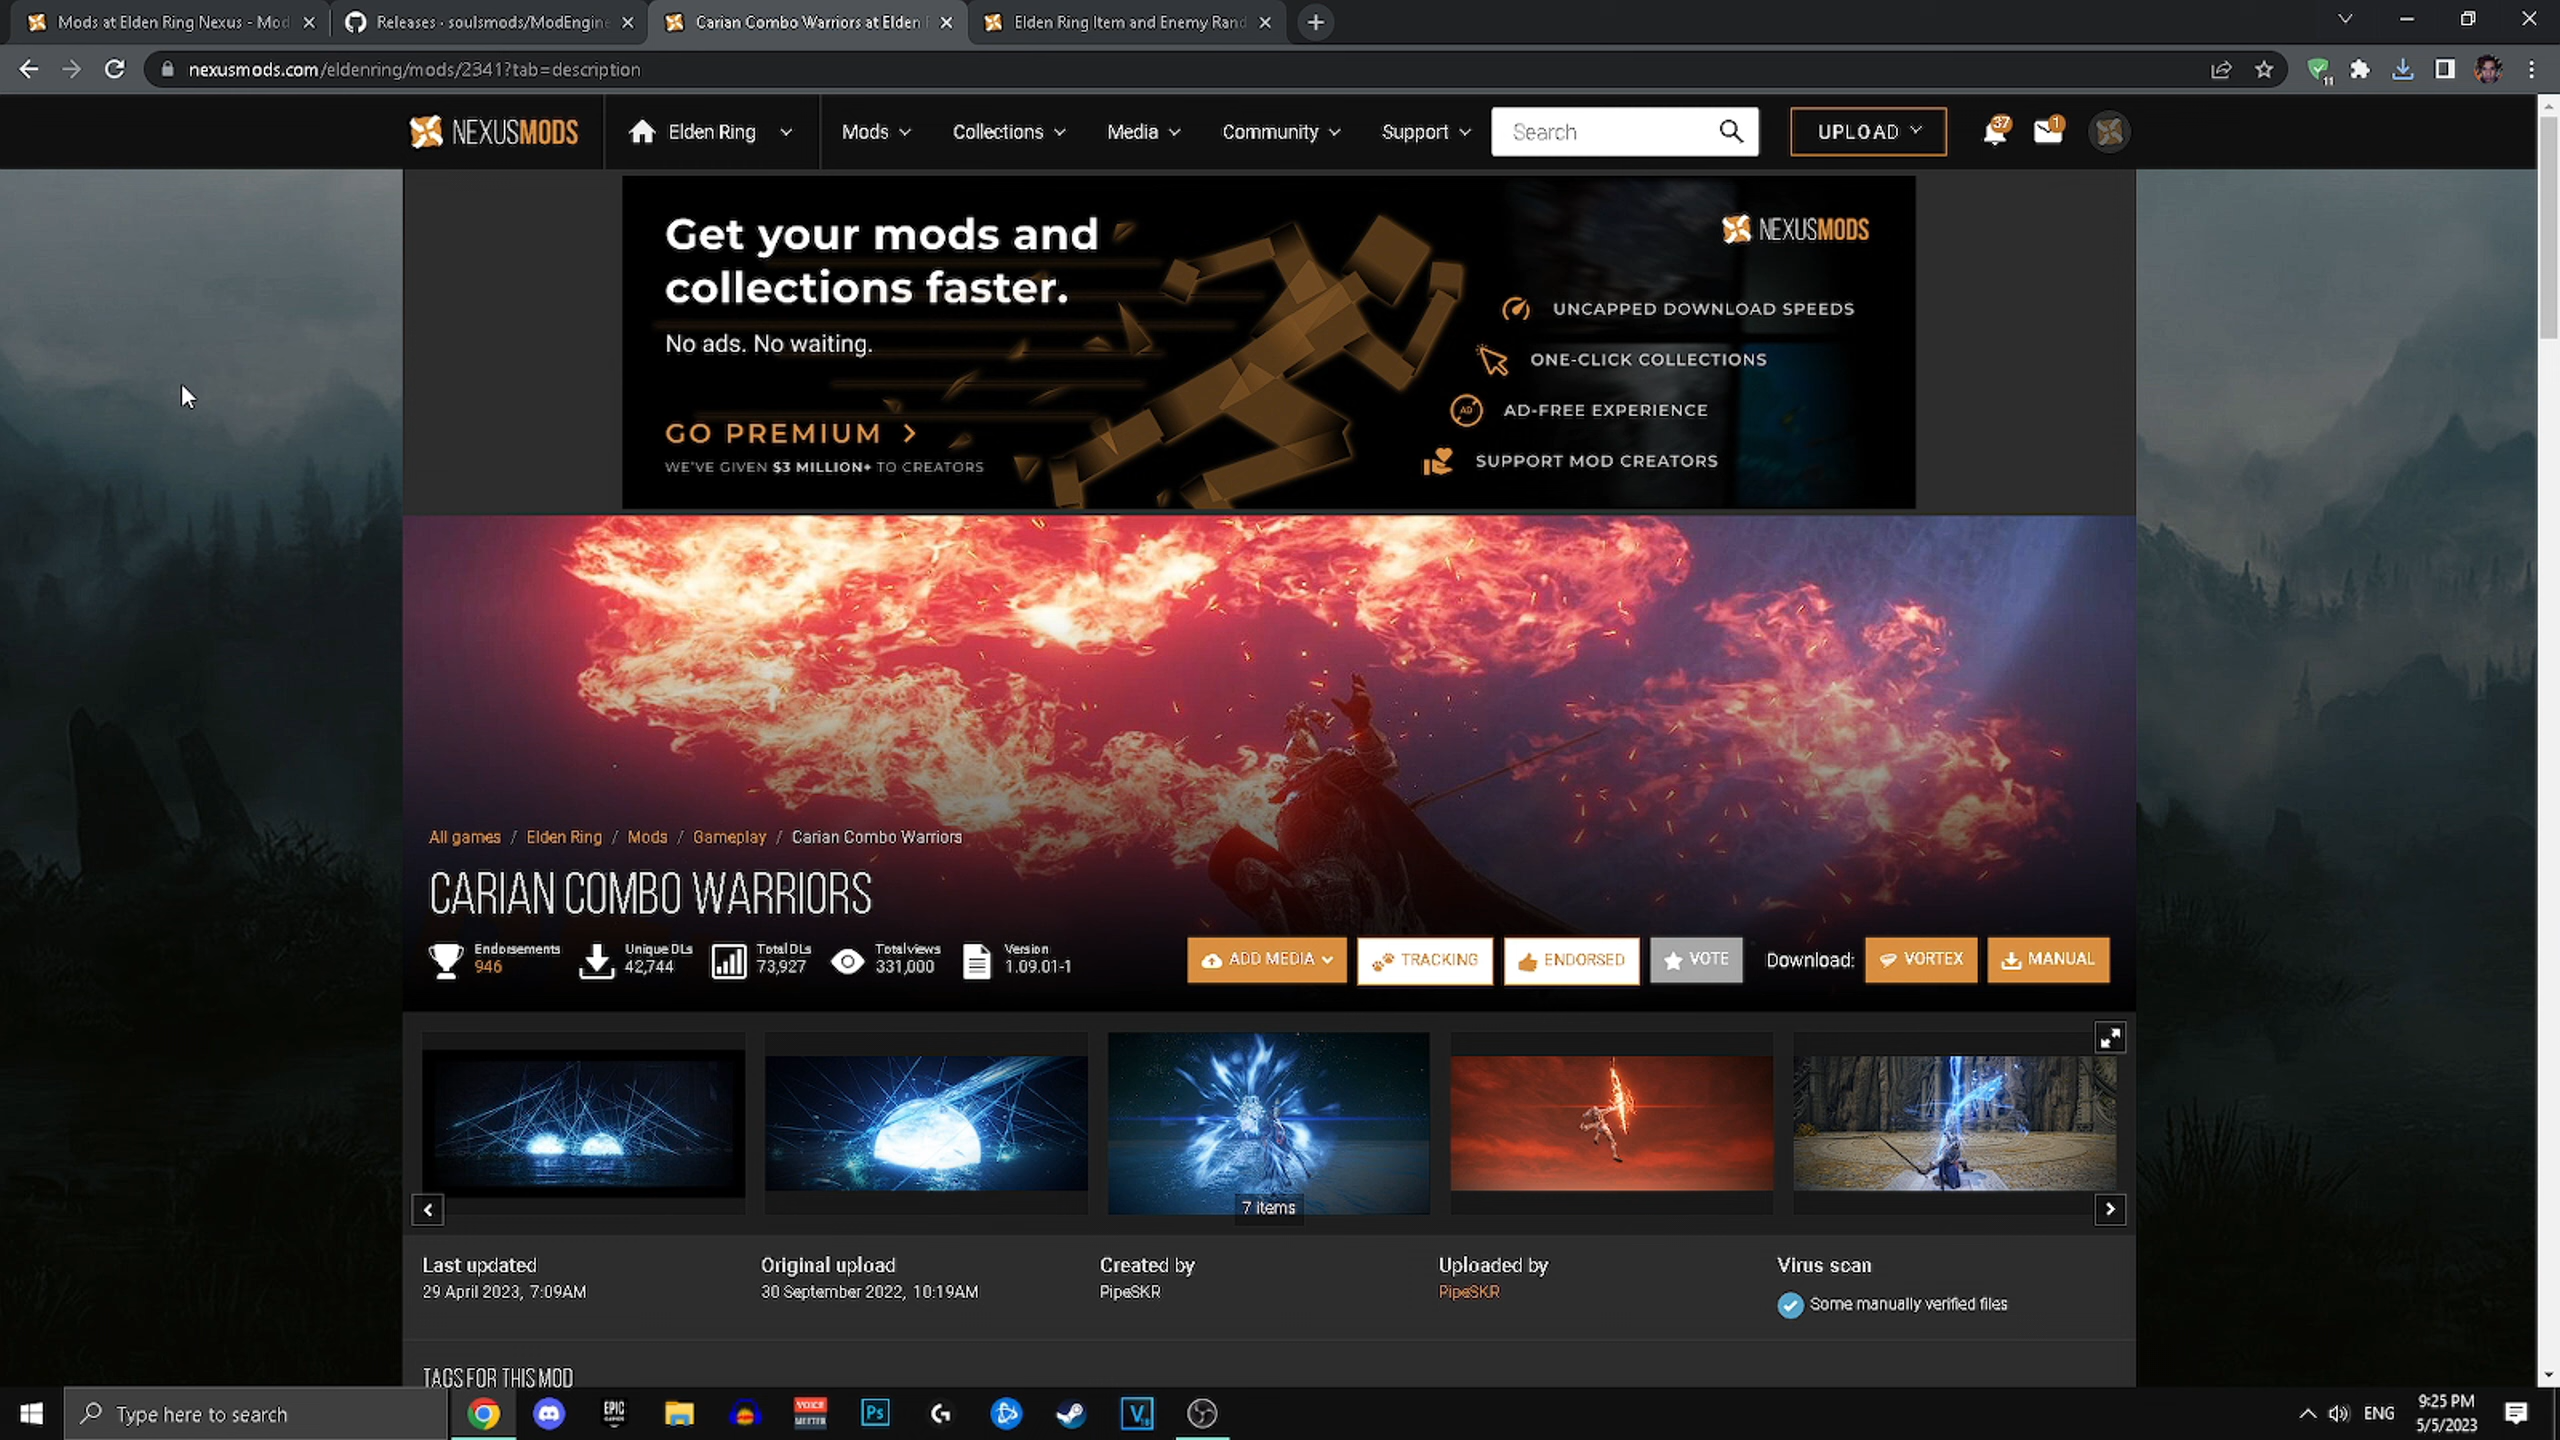 Mods at Elden Ring Nexus - Mod
Releases · soulsmods/ModEngine
Carian Combo Warriors at Elden
Elden Ring Item and Enemy Rand
nexusmods.com/eldenring/mods/2341?tab=description
11
NEXUSMODS
Elden Ring
Mods
Collections
Media
Community
Support
Search
UPLOAD
37
1
Get your mods and
collections faster.
No ads. No waiting.
GO PREMIUM >
WE'VE GIVEN $3 MILLION+ TO CREATORS
NEXUSMODS
UNCAPPED DOWNLOAD SPEEDS
ONE-CLICK COLLECTIONS
AD
AD-FREE EXPERIENCE
SUPPORT MOD CREATORS
All games / Elden Ring / Mods / Gameplay / Carian Combo Warriors
CARIAN COMBO WARRIORS
Endorsements
946
Unique DLs
42,744
Total DLs
73,927
Total views
331,000
Version
1.09.01-1
ADD MEDIA
TRACKING
ENDORSED
VOTE
Download:
VORTEX
MANUAL
7 items
Last updated
29 April 2023, 7:09AM
Original upload
30 September 2022, 10:19AM
Created by
PipeSKR
Uploaded by
PipeSKR
Virus scan
Some manually verified files
TAGS FOR THIS MOD
Type here to search
EPIC
GAMES
VOICE
MEETER
Ps
V
ENG
9:25 PM
5/5/2023